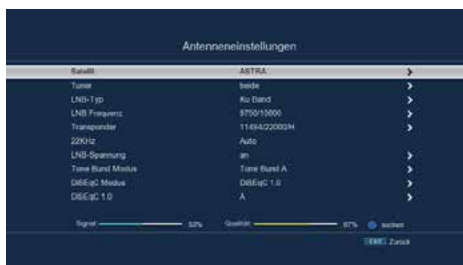 Antenneneinstellungen
Satellit ASTRA
Tuner beide
LNB-Typ Ku Band
LNB Frequenz 9750/10600
Transponder 11494/22000/H
22KHz Auto
LNB-Spannung an
Tone Burst Modus Tone Burst A
DiSEqC Modus DiSEqC 1.0
DiSEqC 1.0 A
Signal 53% Qualität 67% suchen
EXIT Zurück